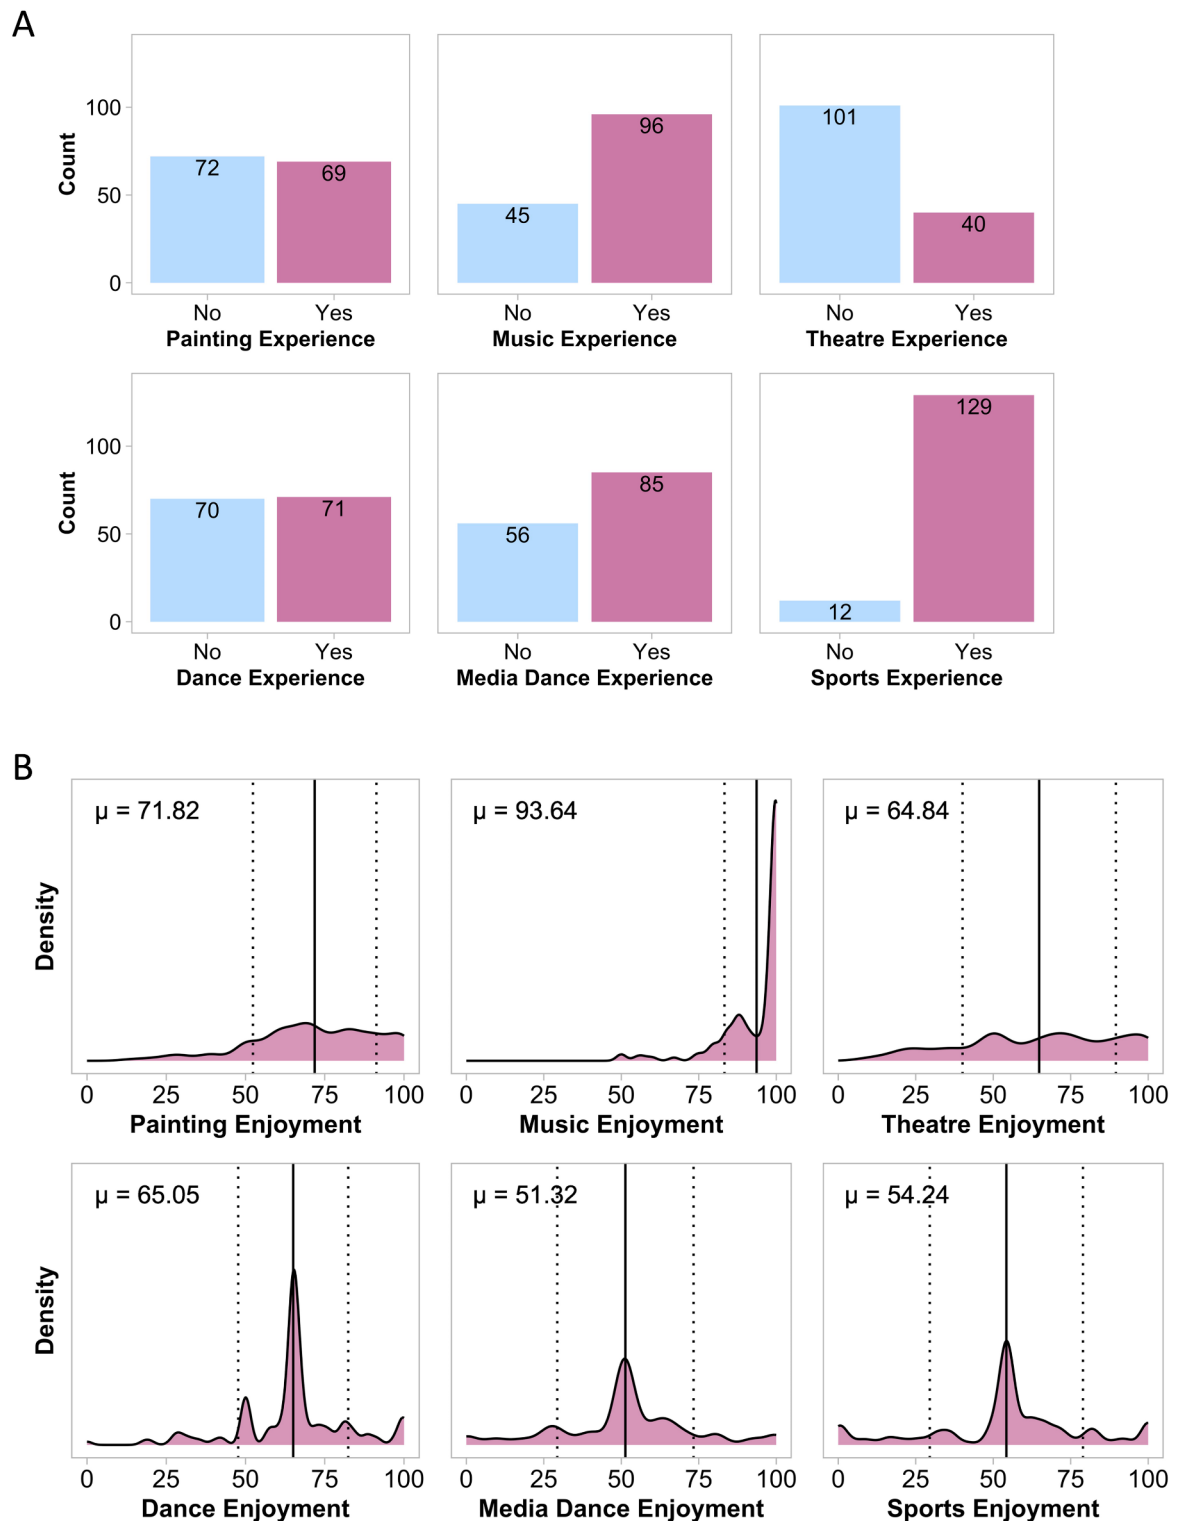 A
Count
100
50
0
72
69
45
96
101
40
No Yes
No Yes
No Yes
Painting Experience
Music Experience
Theatre Experience
Count
100
50
0
70
71
56
85
12
129
No Yes
No Yes
No Yes
Dance Experience
Media Dance Experience
Sports Experience
B
Density
μ = 71.82
μ = 93.64
μ = 64.84
0 25 50 75 100
0 25 50 75 100
0 25 50 75 100
Painting Enjoyment
Music Enjoyment
Theatre Enjoyment
Density
μ = 65.05
μ = 51.32
μ = 54.24
0 25 50 75 100
0 25 50 75 100
0 25 50 75 100
Dance Enjoyment
Media Dance Enjoyment
Sports Enjoyment